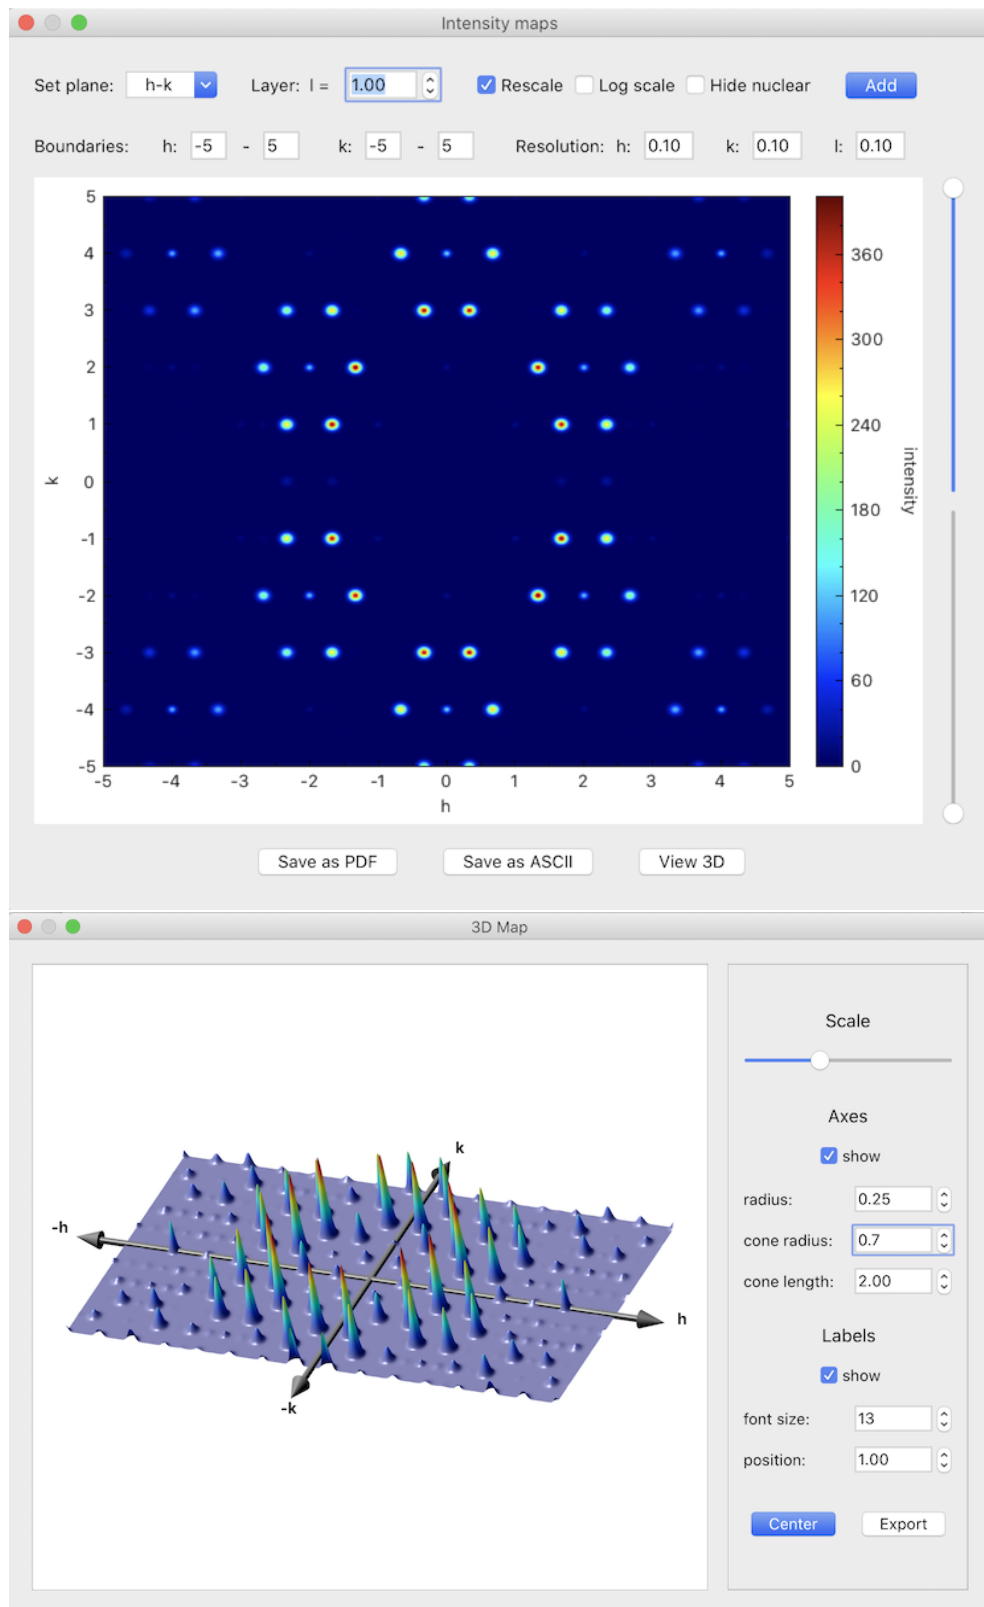 Intensity maps
Set plane: h-k Layer: l = 1.00 Rescale Log scale Hide nuclear Add
Boundaries: h: -5 - 5 k: -5 - 5 Resolution: h: 0.10 k: 0.10 l: 0.10
5
4
3
2
1
0
-1
-2
-3
-4
-5
k
-5 -4 -3 -2 -1 0 1 2 3 4 5
h
360
300
240
180
120
60
0
intensity
Save as PDF Save as ASCII View 3D
3D Map
k
-h
h
-k
Scale
Axes
show
radius: 0.25
cone radius: 0.7
cone length: 2.00
Labels
show
font size: 13
position: 1.00
Center Export